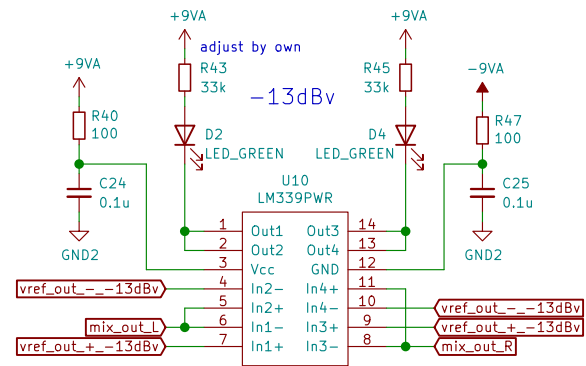 +9VA
+9VA
adjust by own
+9VA
R43
33k
R45
33k
-9VA
-13dBv
R40
100
R47
100
D2
LED_GREEN
D4
LED_GREEN
C24
0.1u
U10
LM339PWR
C25
0.1u
GND2
GND2
1 Out1 Out3 14
2 Out2 Out4 13
3 Vcc GND 12
vref_out_-_-13dBv 4 In2- In4+ 11
5 In2+ In4- 10 vref_out_-_-13dBv
mix_out_L 6 In1- In3+ 9 vref_out_+_-13dBv
vref_out_+_-13dBv 7 In1+ In3- 8 mix_out_R